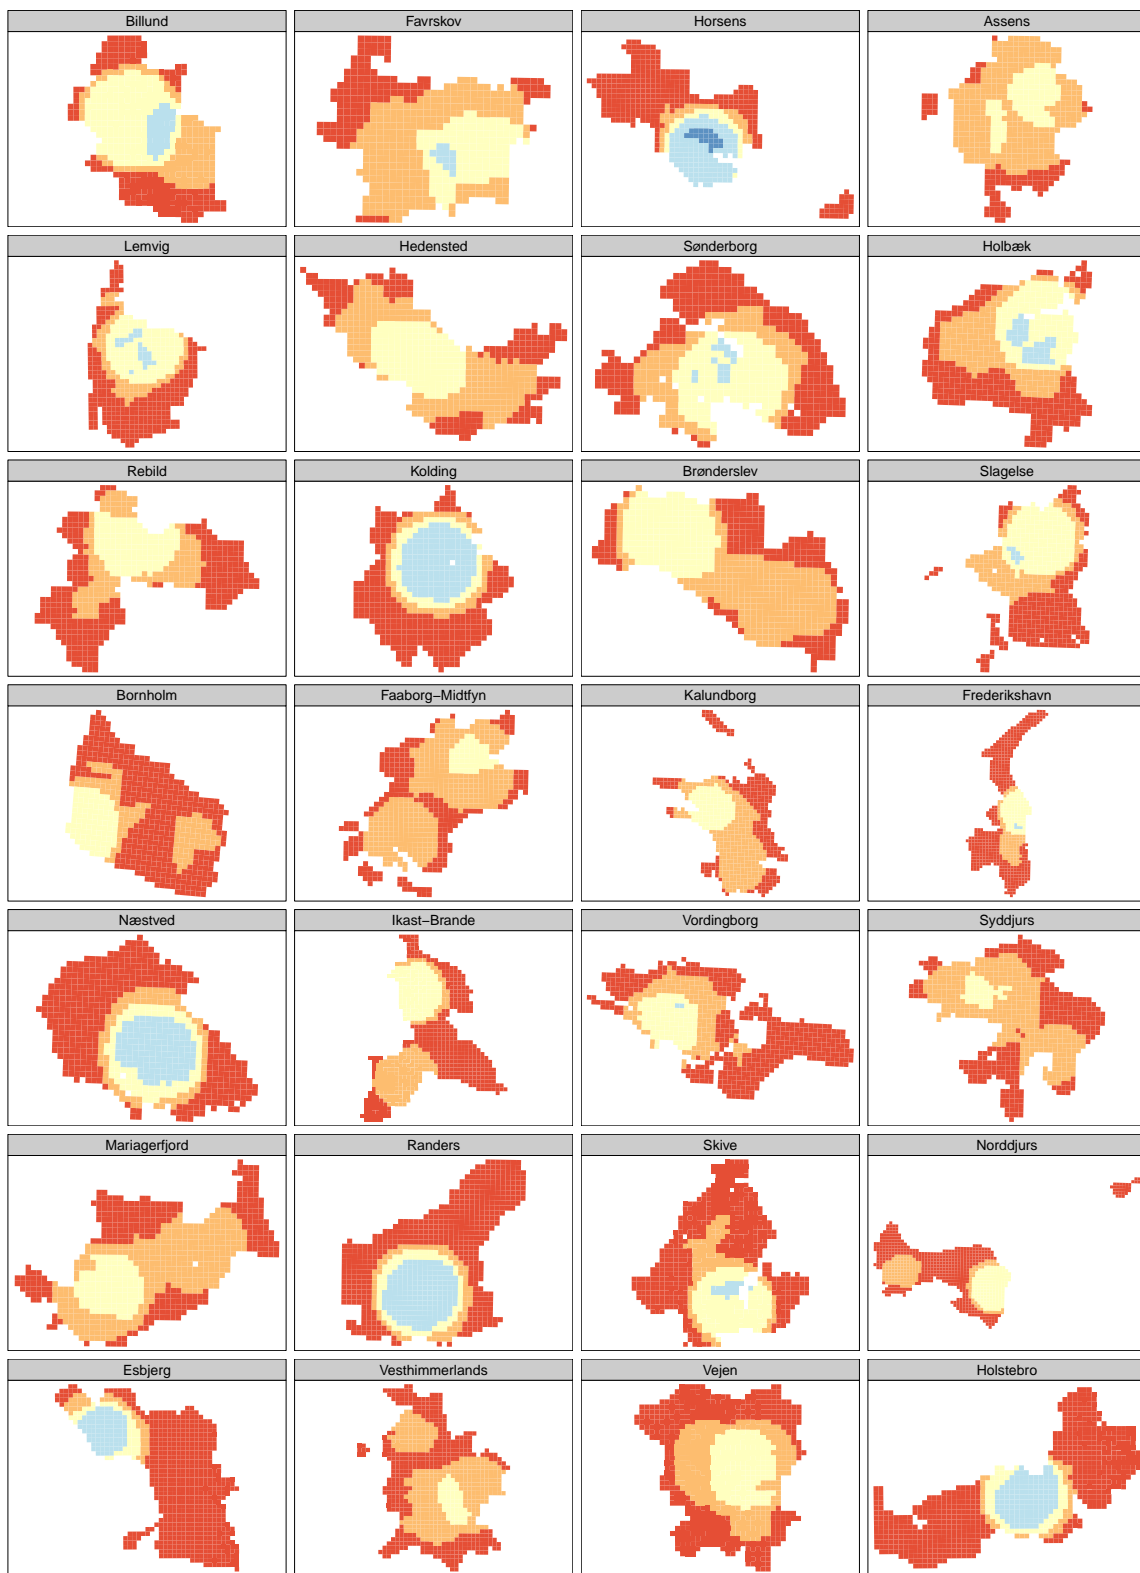 Billund
Favrskov
Horsens
Assens
Lemvig
Hedensted
Sønderborg
Holbæk
Rebild
Kolding
Brønderslev
Slagelse
Bornholm
Faaborg−Midtfyn
Kalundborg
Frederikshavn
Næstved
Ikast−Brande
Vordingborg
Syddjurs
Mariagerfjord
Randers
Skive
Norddjurs
Esbjerg
Vesthimmerlands
Vejen
Holstebro